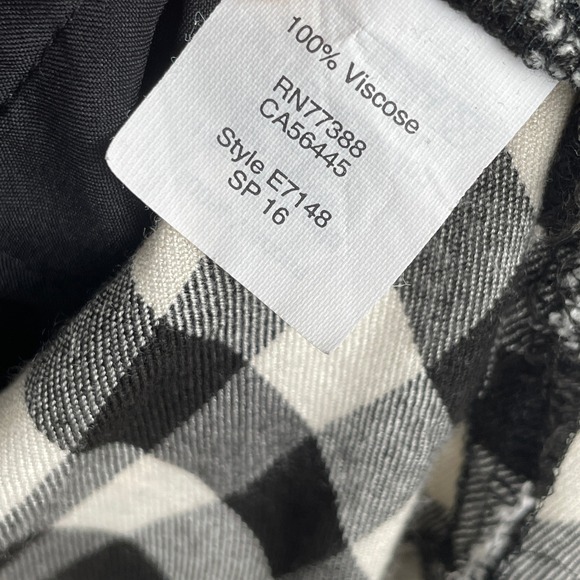 100% Viscose
RN77388
CA56445
Style E7148
SP 16